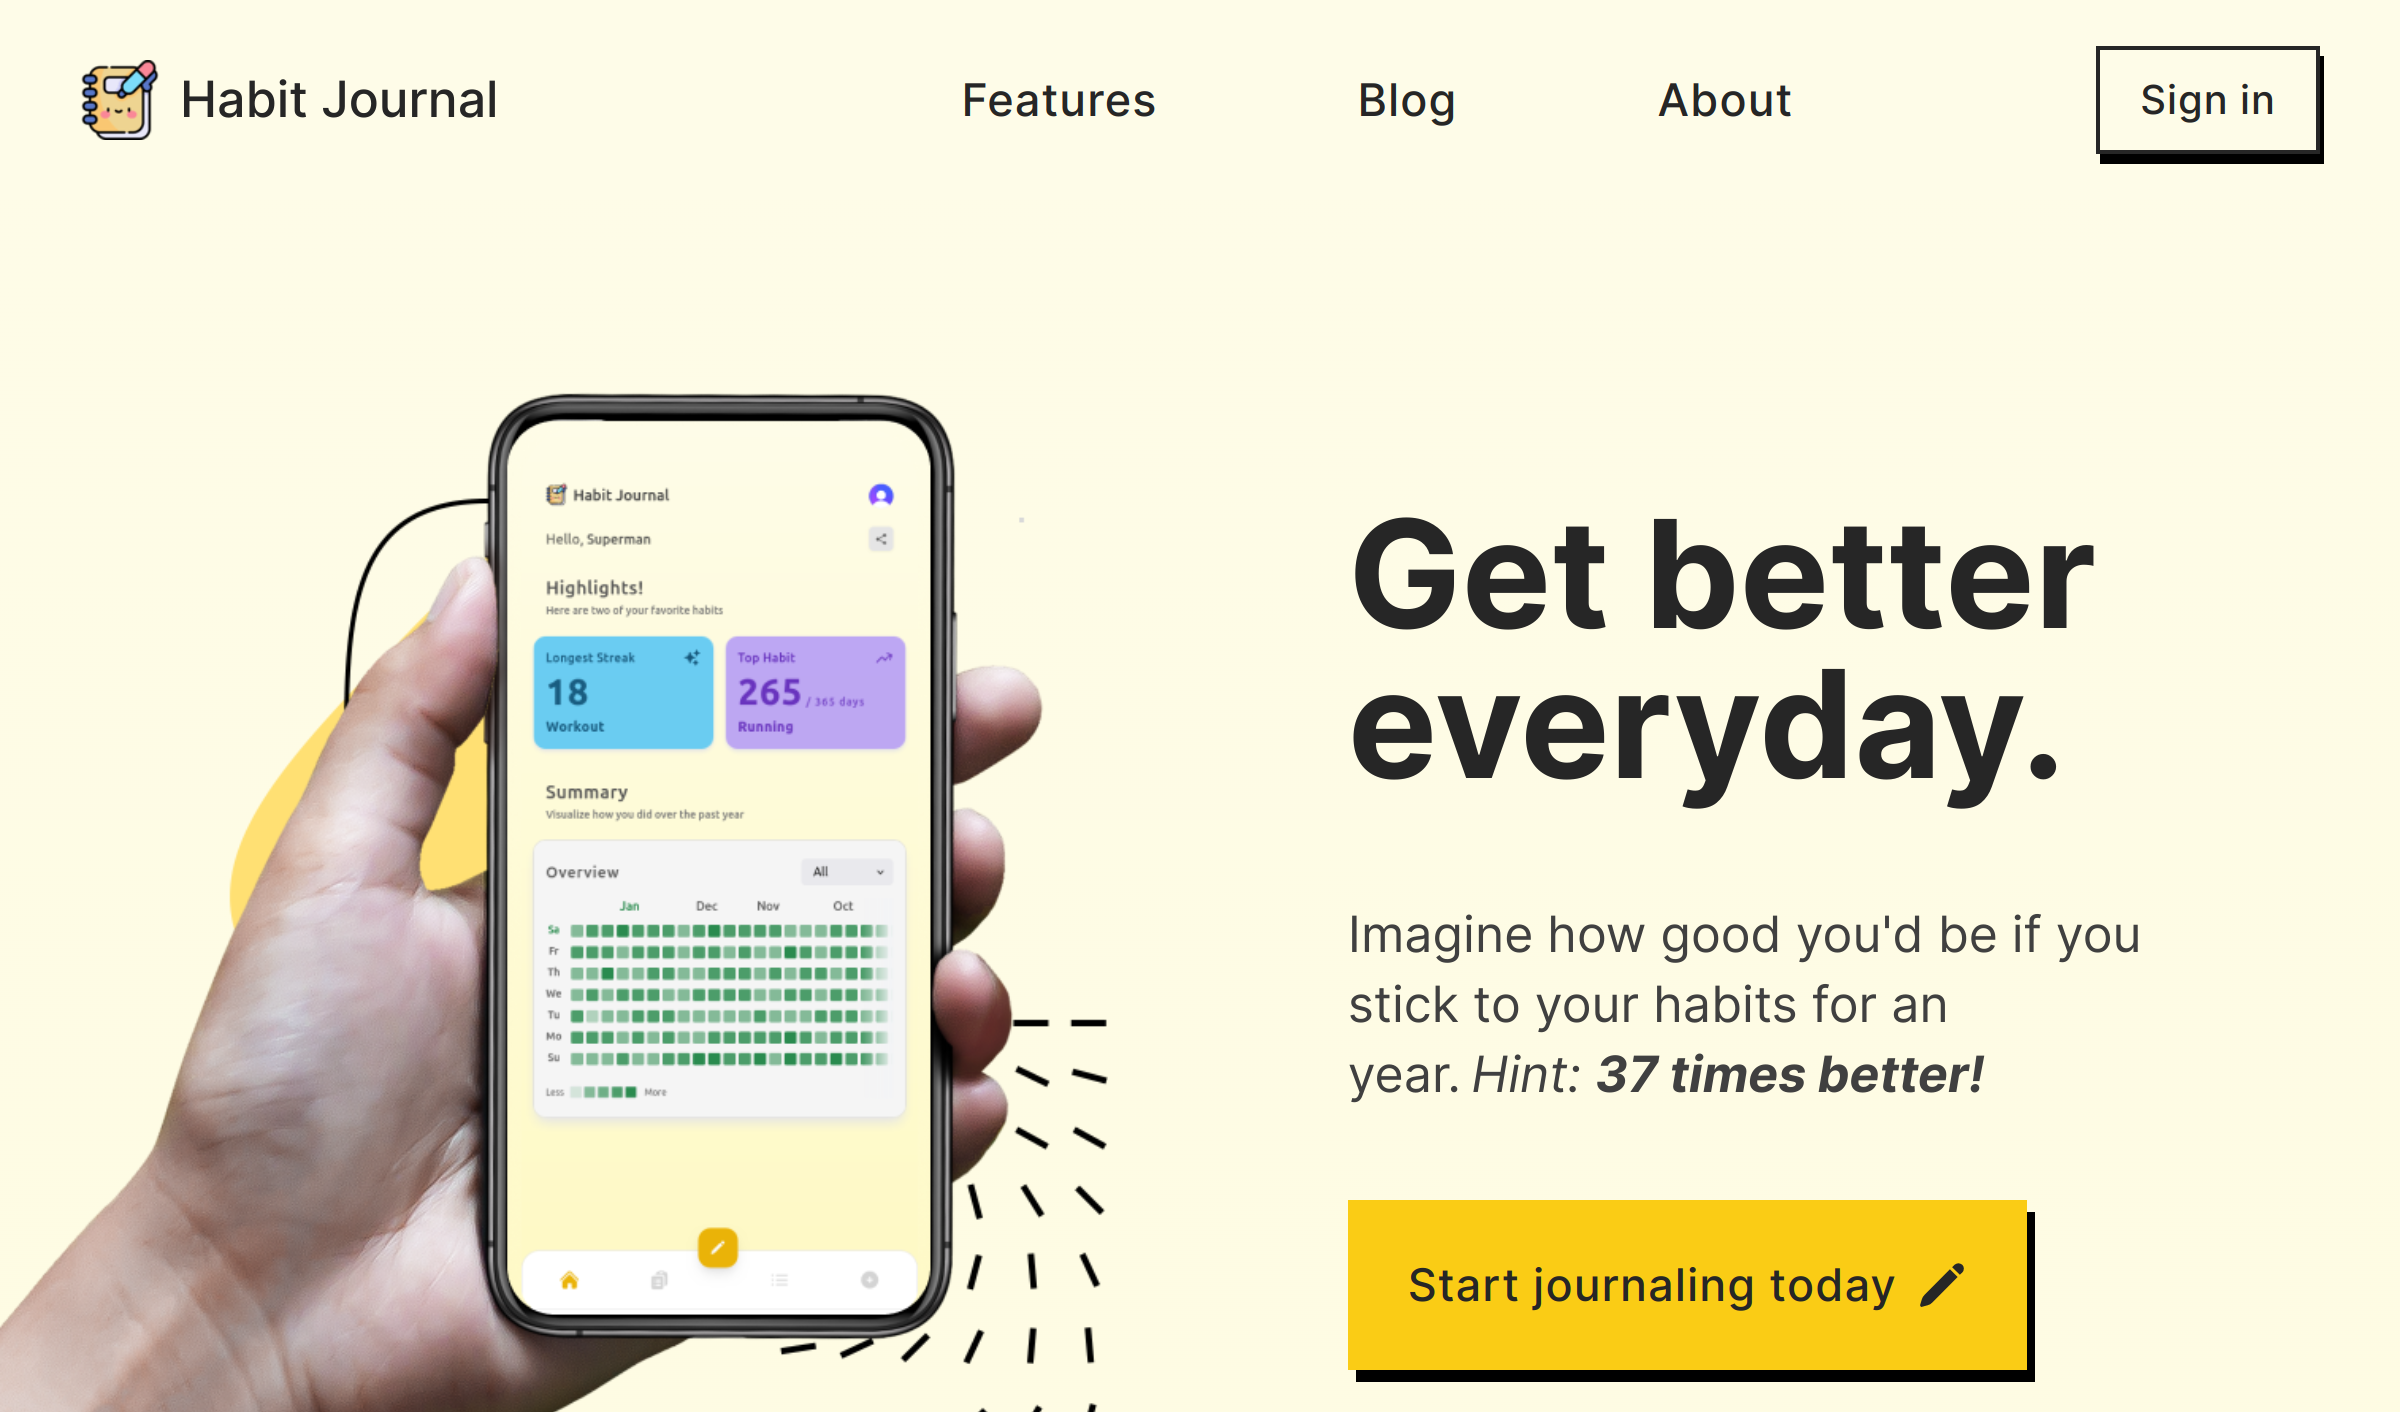 Habit Journal
Features
Blog
About
Sign in
Habit Journal
Hello, Superman
Highlights!
Here are two of your favorite habits
Longest Streak
18
Workout
Top Habit
265 / 365 days
Running
Summary
Visualize how you did over the past year
Overview
All
Jan Dec Nov Oct
Sa
Fr
Th
We
Tu
Mo
Su
Less More
Get better
everyday.
Imagine how good you'd be if you
stick to your habits for an
year. Hint: 37 times better!
Start journaling today